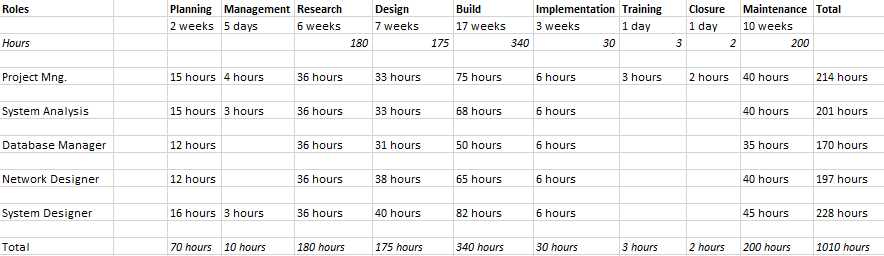 Roles Planning Management Research Design Build Implementation Training Closure Maintenance Total
2 weeks 5 days 6 weeks 7 weeks 17 weeks 3 weeks 1 day 1 day 10 weeks
Hours 180 175 340 30 3 2 200
Project Mng. 15 hours 4 hours 36 hours 33 hours 75 hours 6 hours 3 hours 2 hours 40 hours 214 hours
System Analysis 15 hours 3 hours 36 hours 33 hours 68 hours 6 hours 40 hours 201 hours
Database Manager 12 hours 36 hours 31 hours 50 hours 6 hours 35 hours 170 hours
Network Designer 12 hours 36 hours 38 hours 65 hours 6 hours 40 hours 197 hours
System Designer 16 hours 3 hours 36 hours 40 hours 82 hours 6 hours 45 hours 228 hours
Total 70 hours 10 hours 180 hours 175 hours 340 hours 30 hours 3 hours 2 hours 200 hours 1010 hours